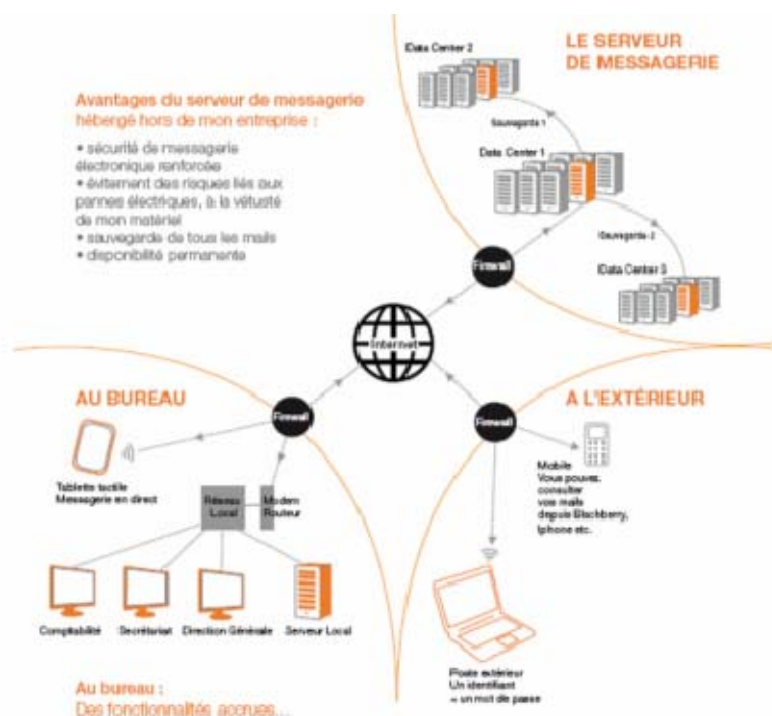 LE SERVEUR
DE MESSAGERIE
Data Center 2
Avantages du serveur de messagerie
hébergé hors de mon entreprise :
• sécurité de messagerie
électronique renforcée
• évitement des risques liés aux
pannes électriques, à la vétusté
de mon matériel
• sauvegarde de tous les mails
• disponibilité permanente
Sauvegarde 1
Data Center 1
Sauvegarde 2
Data Center 3
Firewall
Internet
AU BUREAU
Firewall
Tablette tactile
Messagerie en direct
Réseau
Local
Modem
Routeur
Comptabilité
Secrétariat
Direction Générale
Serveur Local
A L'EXTÉRIEUR
Firewall
Mobile
Vous pouvez
consulter
vos mails
depuis Blackberry,
Iphone etc.
Poste extérieur
Un identifiant
+ un mot de passe
Au bureau :
Des fonctionnalités accrues...